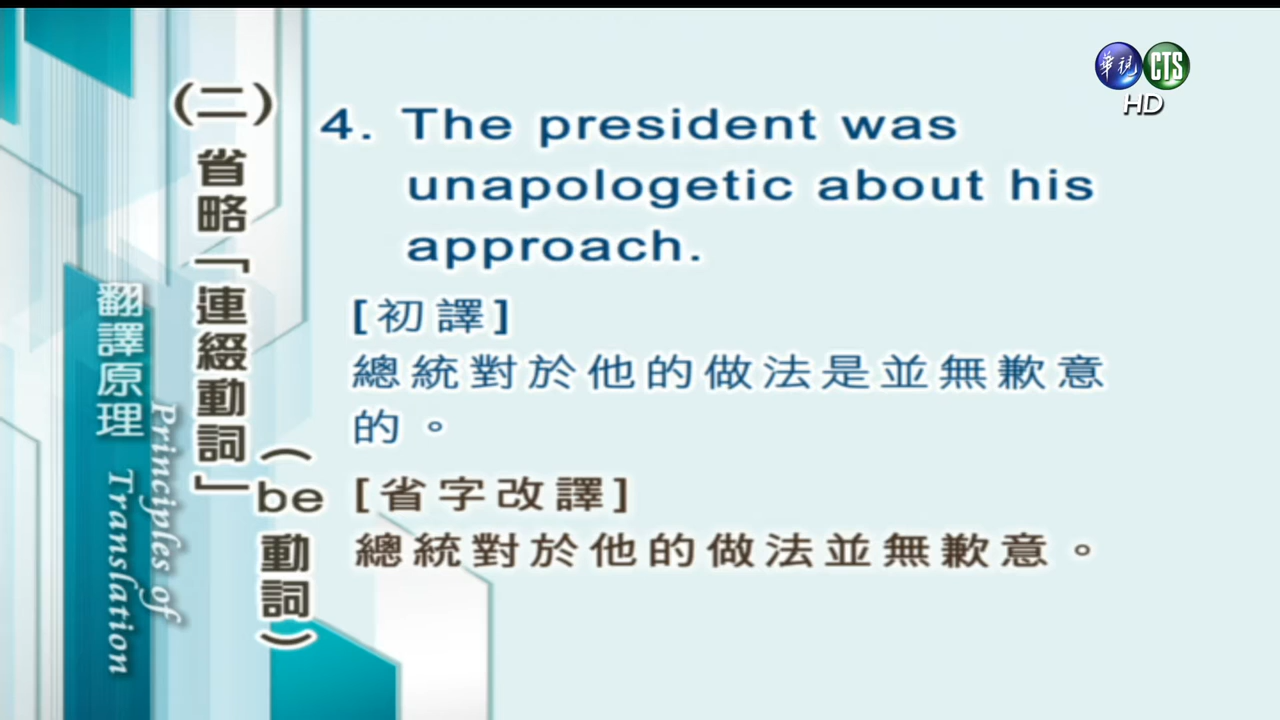 華視 CTS
HD
翻譯原理
Principles of
Translation
(二) 省略「連綴動詞」
(be動詞)
4. The president was
unapologetic about his
approach.
[初譯]
總統對於他的做法是並無歉意
的。
[省字改譯]
總統對於他的做法並無歉意。